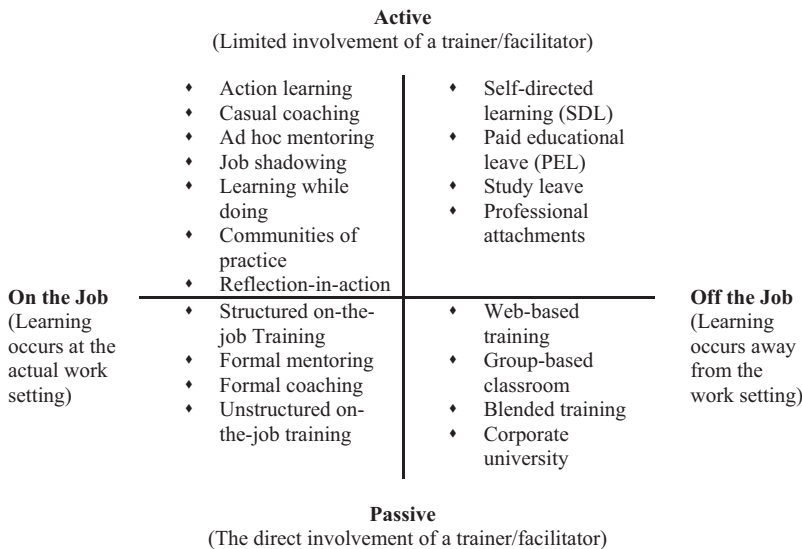 Active
(Limited involvement of a trainer/facilitator)
♦ Action learning
♦ Casual coaching
♦ Ad hoc mentoring
♦ Job shadowing
♦ Learning while
doing
♦ Communities of
practice
♦ Reflection-in-action
♦ Self-directed
learning (SDL)
♦ Paid educational
leave (PEL)
♦ Study leave
♦ Professional
attachments
On the Job
(Learning
occurs at the
actual work
setting)
♦ Structured on-the-
job Training
♦ Formal mentoring
♦ Formal coaching
♦ Unstructured on-
the-job training
♦ Web-based
training
♦ Group-based
classroom
♦ Blended training
♦ Corporate
university
Off the Job
(Learning
occurs away
from the
work setting)
Passive
(The direct involvement of a trainer/facilitator)